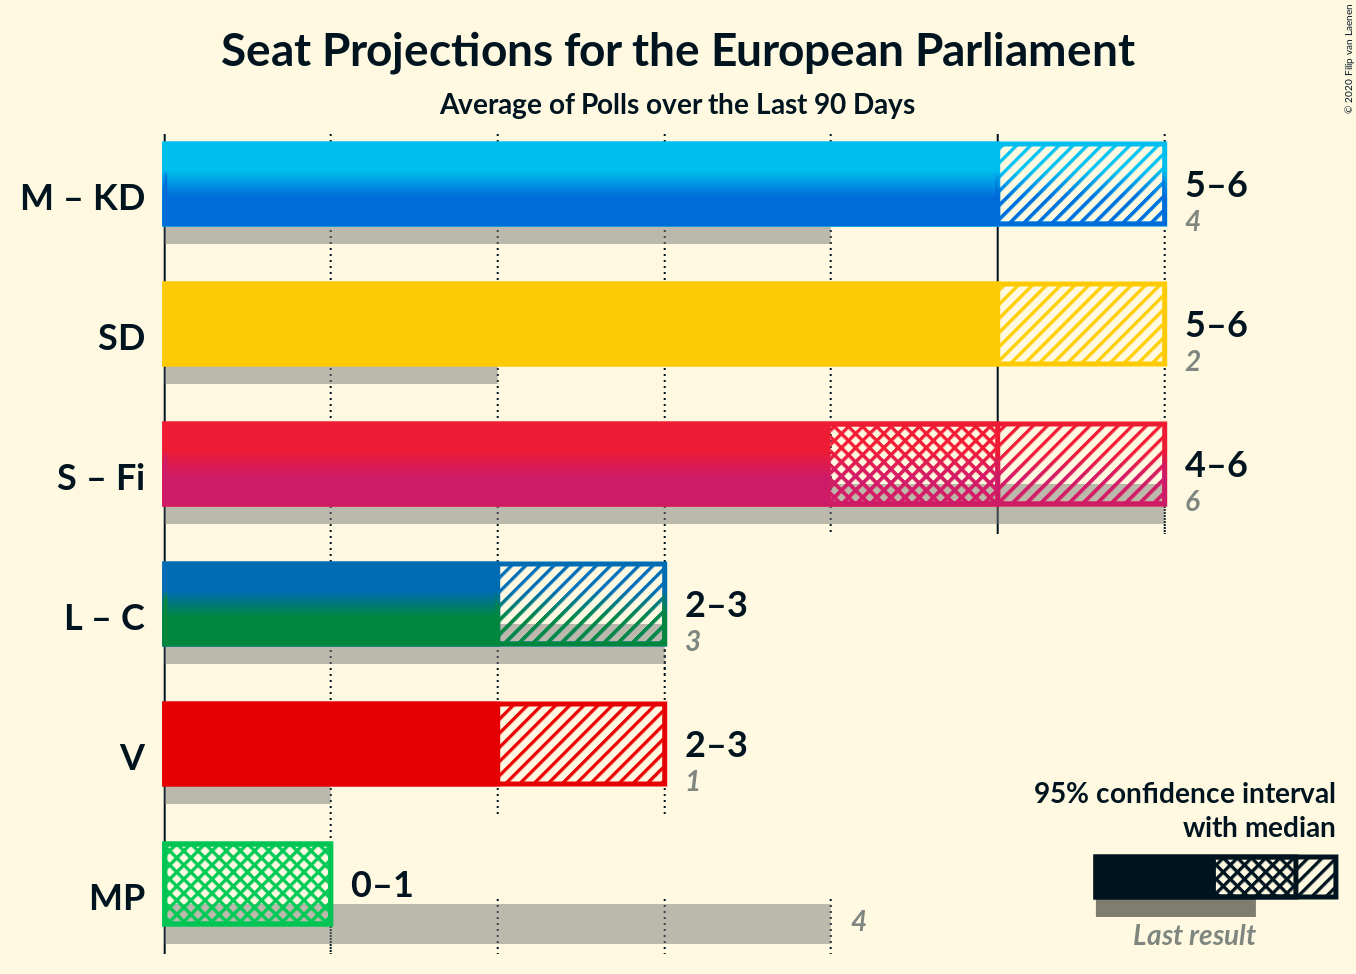 Seat Projections for the European Parliament
Average of Polls over the Last 90 Days
© 2020 Filip van Laenen
M – KD
5–6
4
SD
5–6
2
S – Fi
4–6
6
L – C
2–3
3
V
2–3
1
MP
0–1
4
95% confidence interval
with median
Last result